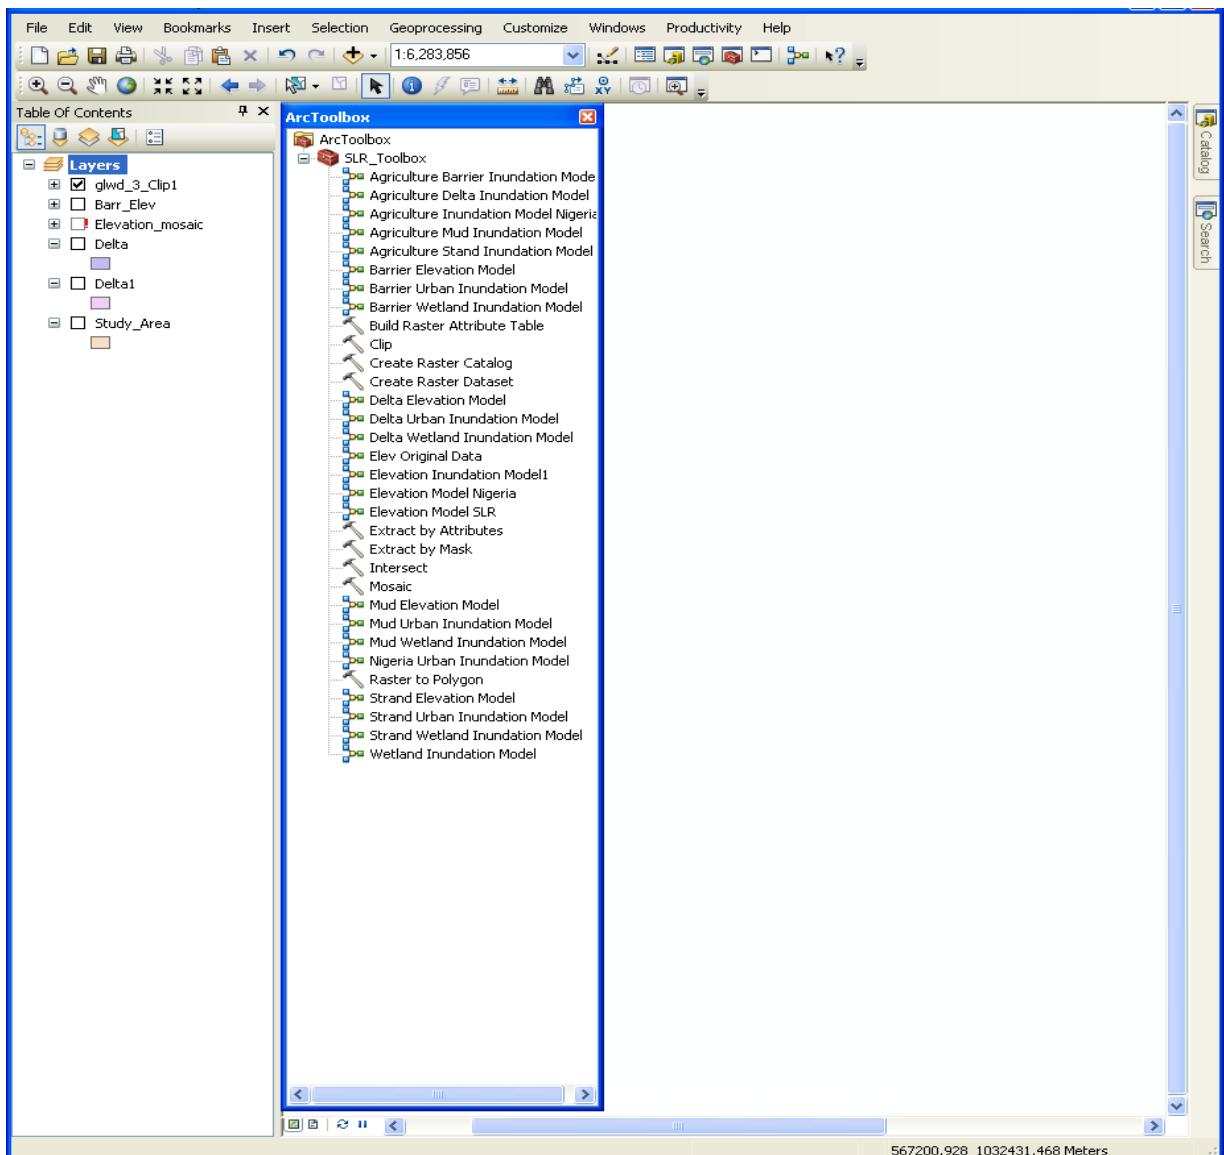 File Edit View Bookmarks Insert Selection Geoprocessing Customize Windows Productivity Help
1:6,283,856
Table Of Contents
Layers
glwd_3_Clip1
Barr_Elev
Elevation_mosaic
Delta
Delta1
Study_Area
ArcToolbox
ArcToolbox
SLR_Toolbox
Agriculture Barrier Inundation Mode
Agriculture Delta Inundation Model
Agriculture Inundation Model Nigeria
Agriculture Mud Inundation Model
Agriculture Stand Inundation Model
Barrier Elevation Model
Barrier Urban Inundation Model
Barrier Wetland Inundation Model
Build Raster Attribute Table
Clip
Create Raster Catalog
Create Raster Dataset
Delta Elevation Model
Delta Urban Inundation Model
Delta Wetland Inundation Model
Elev Original Data
Elevation Inundation Model1
Elevation Model Nigeria
Elevation Model SLR
Extract by Attributes
Extract by Mask
Intersect
Mosaic
Mud Elevation Model
Mud Urban Inundation Model
Mud Wetland Inundation Model
Nigeria Urban Inundation Model
Raster to Polygon
Strand Elevation Model
Strand Urban Inundation Model
Strand Wetland Inundation Model
Wetland Inundation Model
Catalog
Search
567200.928 1032431.468 Meters